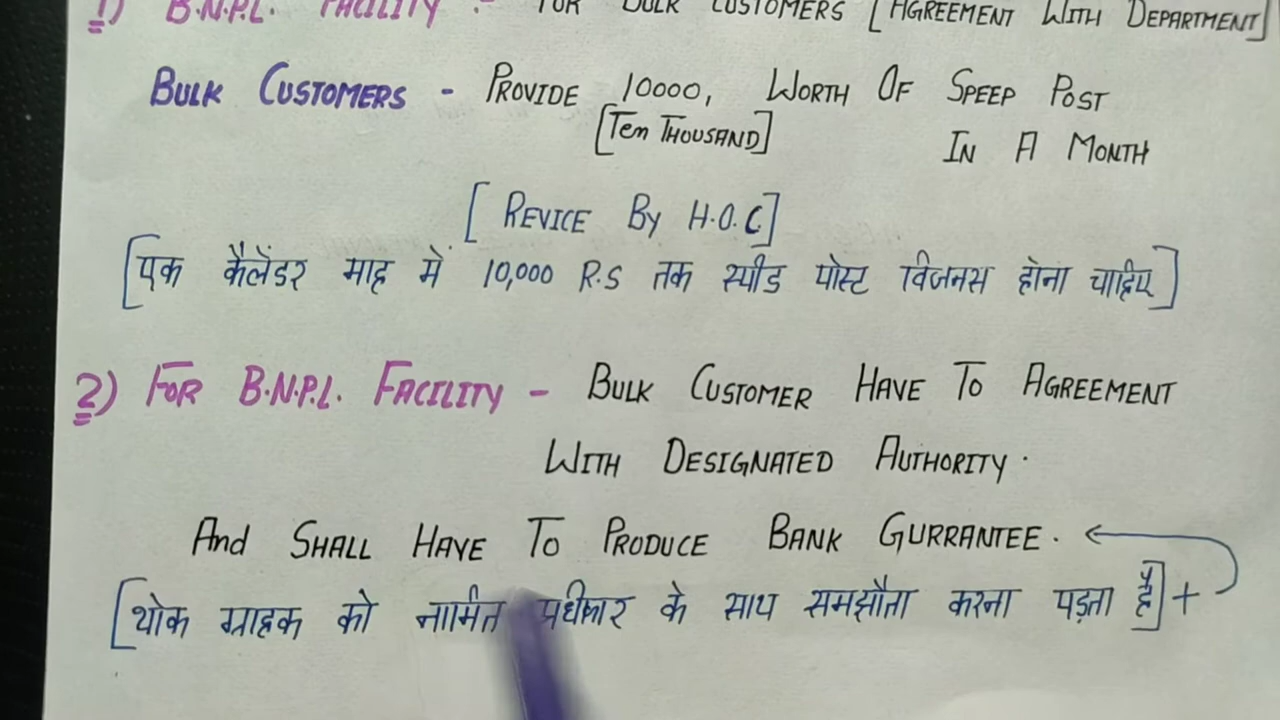 1) B.N.P.L. FACILITY :- FOR BULK CUSTOMERS [AGREEMENT WITH DEPARTMENT]
BULK CUSTOMERS - PROVIDE 10000, WORTH OF SPEEP POST
[Ten THOUSAND]
IN A MONTH
[REVICE BY H.O.C.]
[एक कैलेंडर माह में 10,000 R.S तक स्पीड पोस्ट विजनस होना चाहिए]
2) FOR B.N.P.L. FACILITY - BULK CUSTOMER HAVE TO AGREEMENT
WITH DESIGNATED AUTHORITY.
And SHALL HAVE TO PRODUCE BANK GURRANTEE. ←
[थोक ग्राहक को नामित प्रधीकार के साथ समझौता करना पड़ता है] +